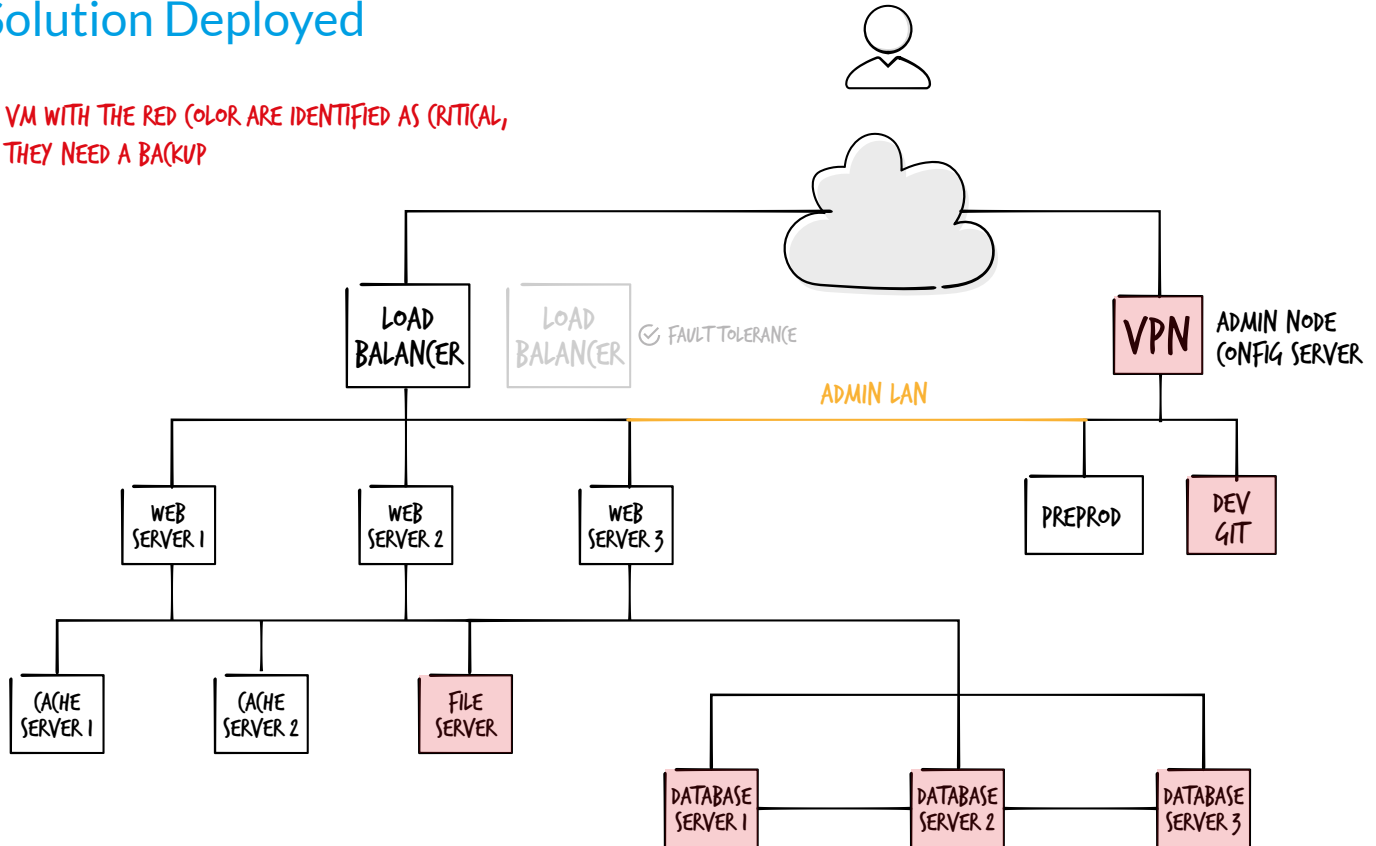 Solution Deployed
VM WITH THE RED COLOR ARE IDENTIFIED AS CRITICAL,
THEY NEED A BACKUP
LOAD
BALANCER
LOAD
BALANCER
FAULT TOLERANCE
VPN
ADMIN NODE
CONFIG SERVER
ADMIN LAN
WEB
SERVER 1
WEB
SERVER 2
WEB
SERVER 3
PREPROD
DEV
GIT
CACHE
SERVER 1
CACHE
SERVER 2
FILE
SERVER
DATABASE
SERVER 1
DATABASE
SERVER 2
DATABASE
SERVER 3